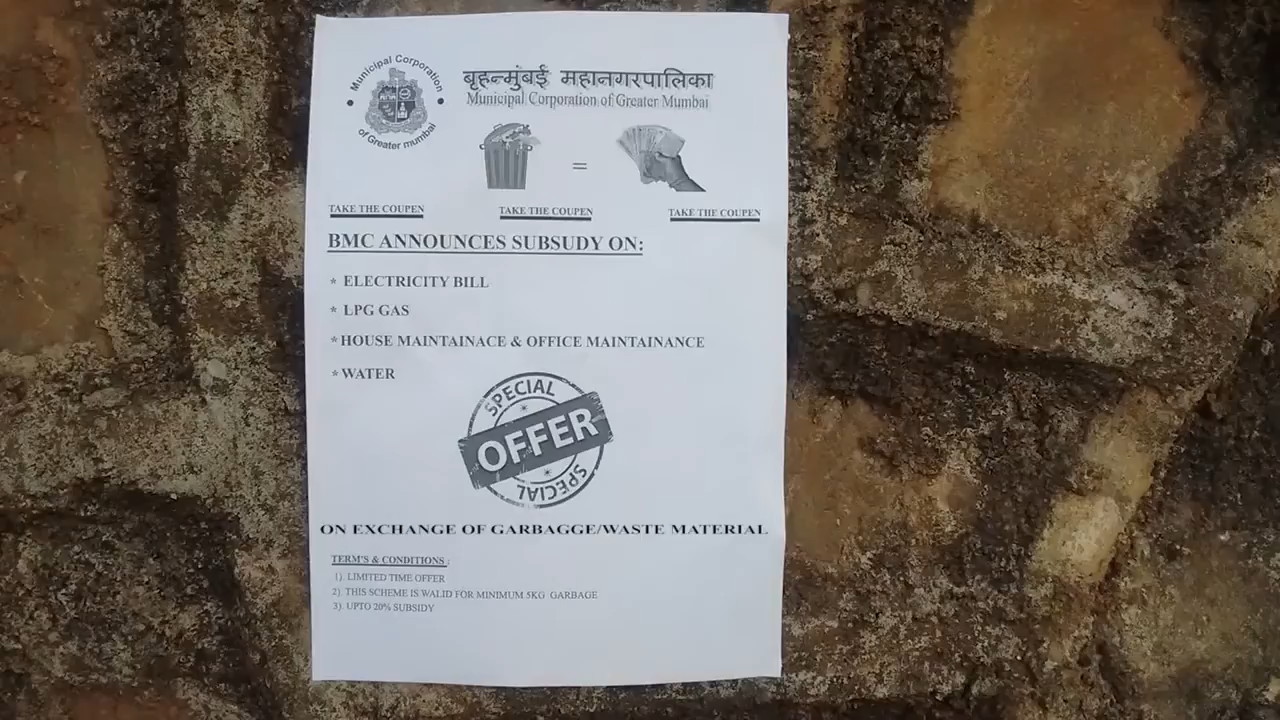 Municipal Corporation
of Greater mumbai
बृहन्मुंबई महानगरपालिका
Municipal Corporation of Greater Mumbai
=
TAKE THE COUPEN TAKE THE COUPEN TAKE THE COUPEN
BMC ANNOUNCES SUBSUDY ON:
* ELECTRICITY BILL
* LPG GAS
* HOUSE MAINTAINACE & OFFICE MAINTAINANCE
* WATER
SPECIAL
OFFER
SPECIAL
ON EXCHANGE OF GARBAGGE/WASTE MATERIAL
TERM'S & CONDITIONS :
1). LIMITED TIME OFFER
2). THIS SCHEME IS WALID FOR MINIMUM 5KG GARBAGE
3). UPTO 20% SUBSIDY